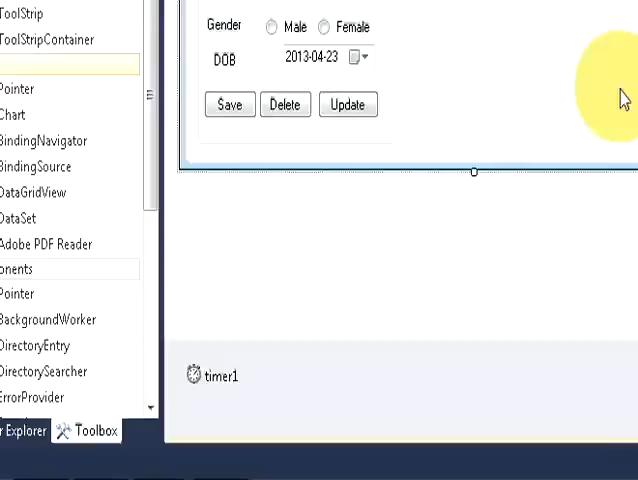 ToolStrip
ToolStripContainer
Pointer
Chart
BindingNavigator
BindingSource
DataGridView
DataSet
Adobe PDF Reader
onents
Pointer
BackgroundWorker
DirectoryEntry
DirectorySearcher
ErrorProvider
r Explorer Toolbox
Gender Male Female
DOB 2013-04-23
Save Delete Update
timer1